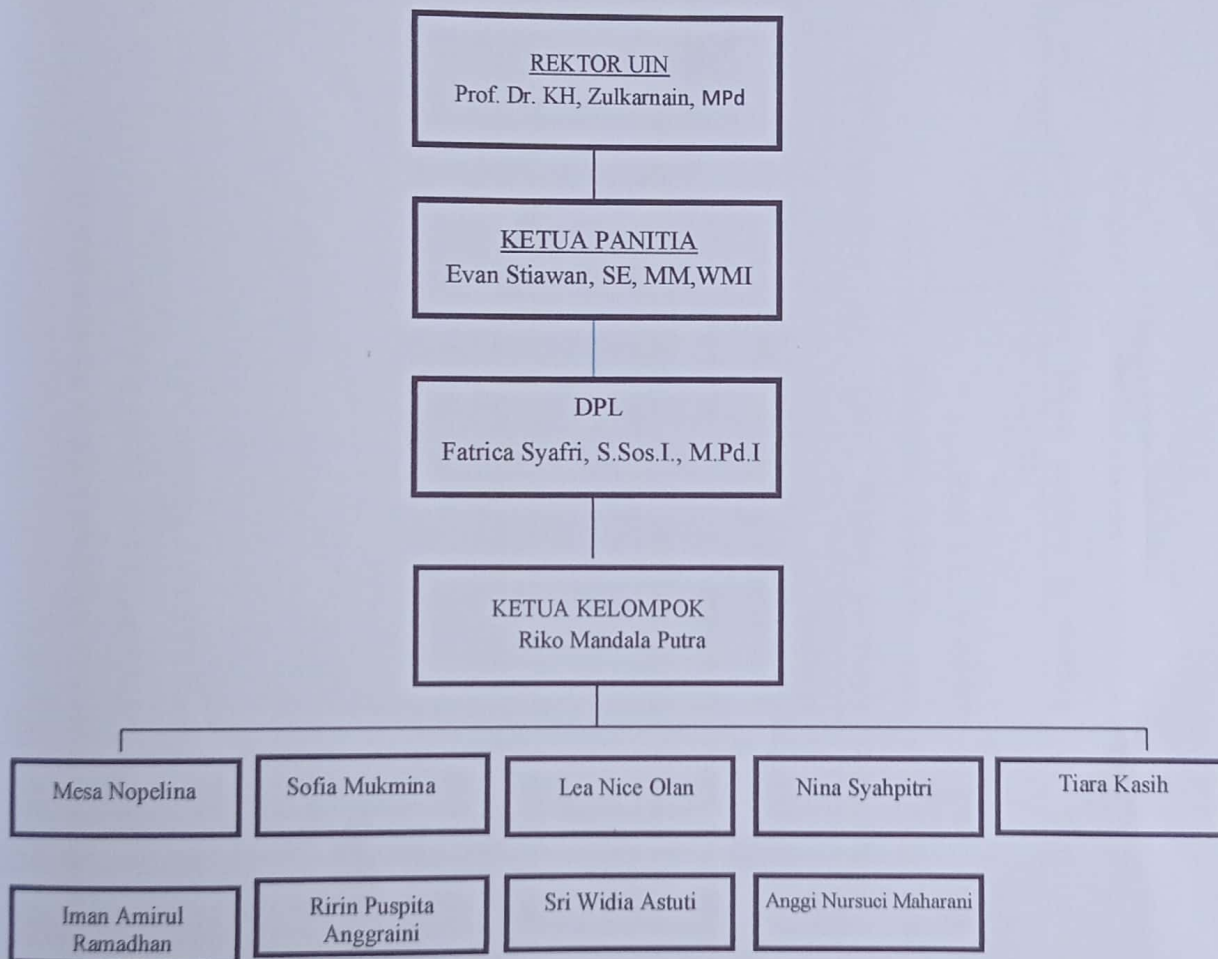 REKTOR UIN
Prof. Dr. KH, Zulkarnain, MPd
KETUA PANITIA
Evan Stiawan, SE, MM,WMI
DPL
Fatrica Syafri, S.Sos.I., M.Pd.I
KETUA KELOMPOK
Riko Mandala Putra
Mesa Nopelina
Sofia Mukmina
Lea Nice Olan
Nina Syahpitri
Tiara Kasih
Iman Amirul
Ramadhan
Ririn Puspita
Anggraini
Sri Widia Astuti
Anggi Nursuci Maharani